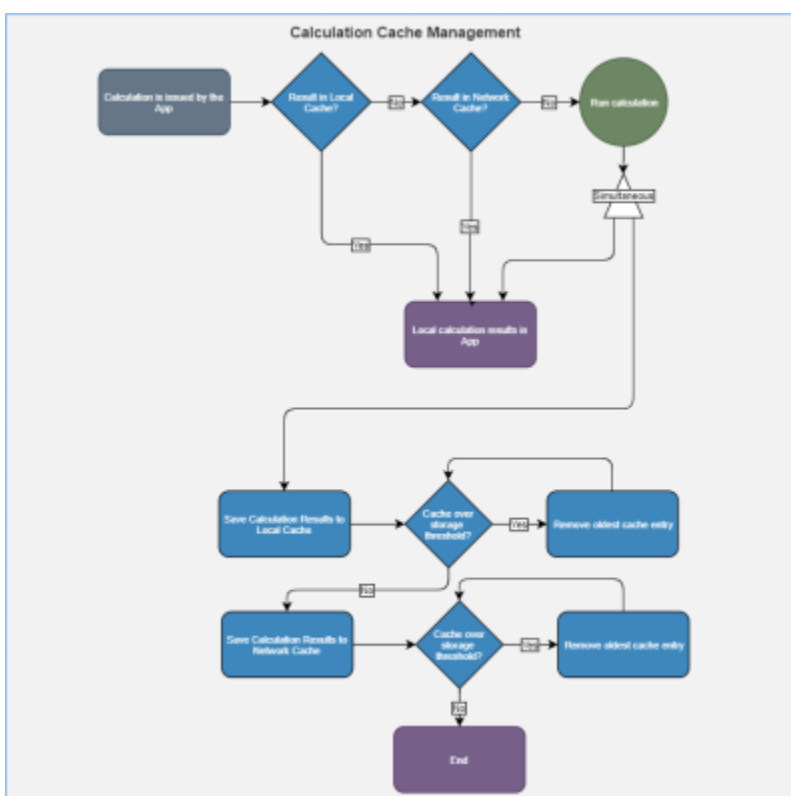 Calculation Cache Management
Calculation is issued by the
App
Result in Local
Cache?
No
Result in Network
Cache?
No
Run calculation
Simultaneous
Yes
Yes
Local calculation results in
App
Save Calculation Results to
Local Cache
Cache over
storage
threshold?
Yes
Remove oldest cache entry
No
Save Calculation Results to
Network Cache
Cache over
storage
threshold?
Yes
Remove oldest cache entry
No
End